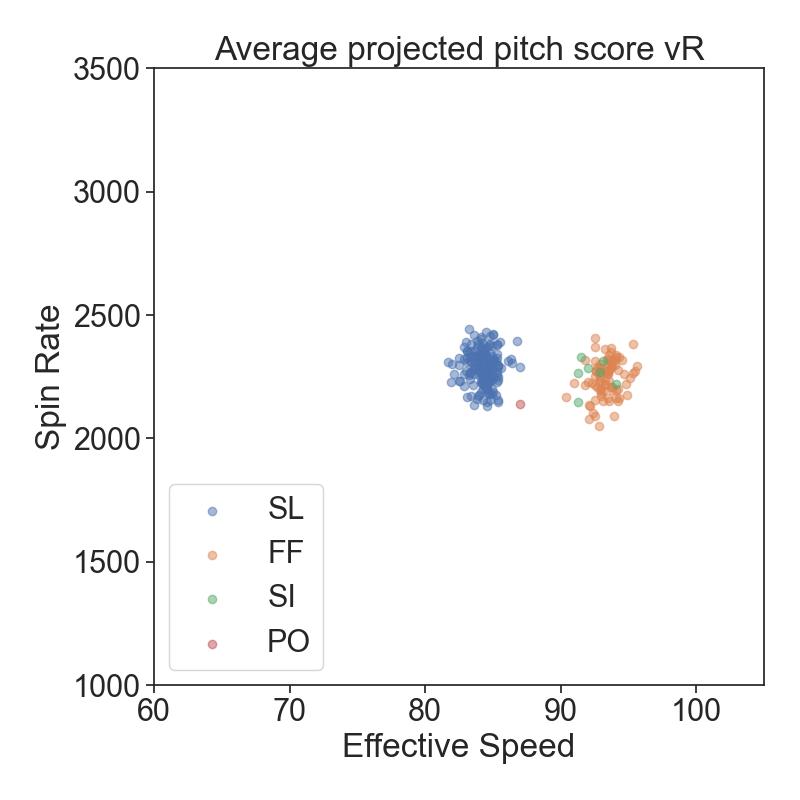 Average projected pitch score vR
3500
3000
2500
2000
1500
1000
Spin Rate
SL
FF
SI
PO
60 70 80 90 100
Effective Speed